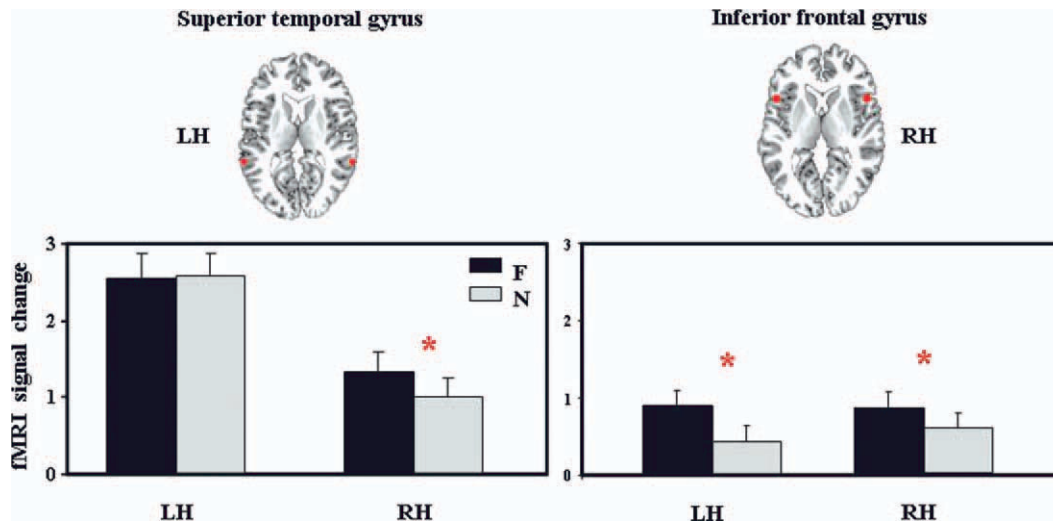 Superior temporal gyrus
Inferior frontal gyrus
LH
RH
fMRI signal change
3
2
1
0
F
N
*
LH
RH
3
2
1
0
*
*
LH
RH